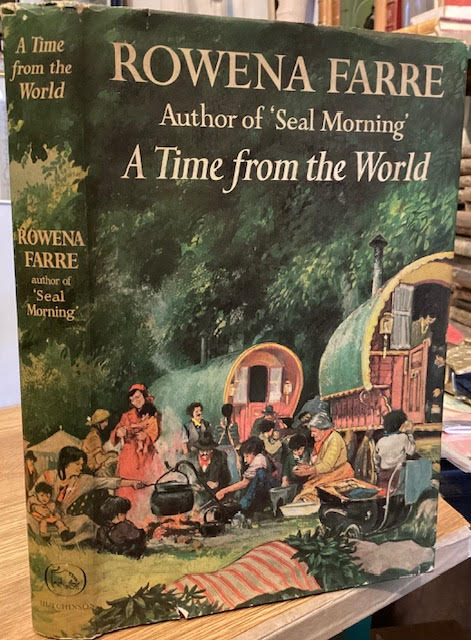 A Time
from the
World
ROWENA
FARRE
author of
'Seal
Morning'
HUTCHINSON
ROWENA FARRE
Author of 'Seal Morning'
A Time from the World